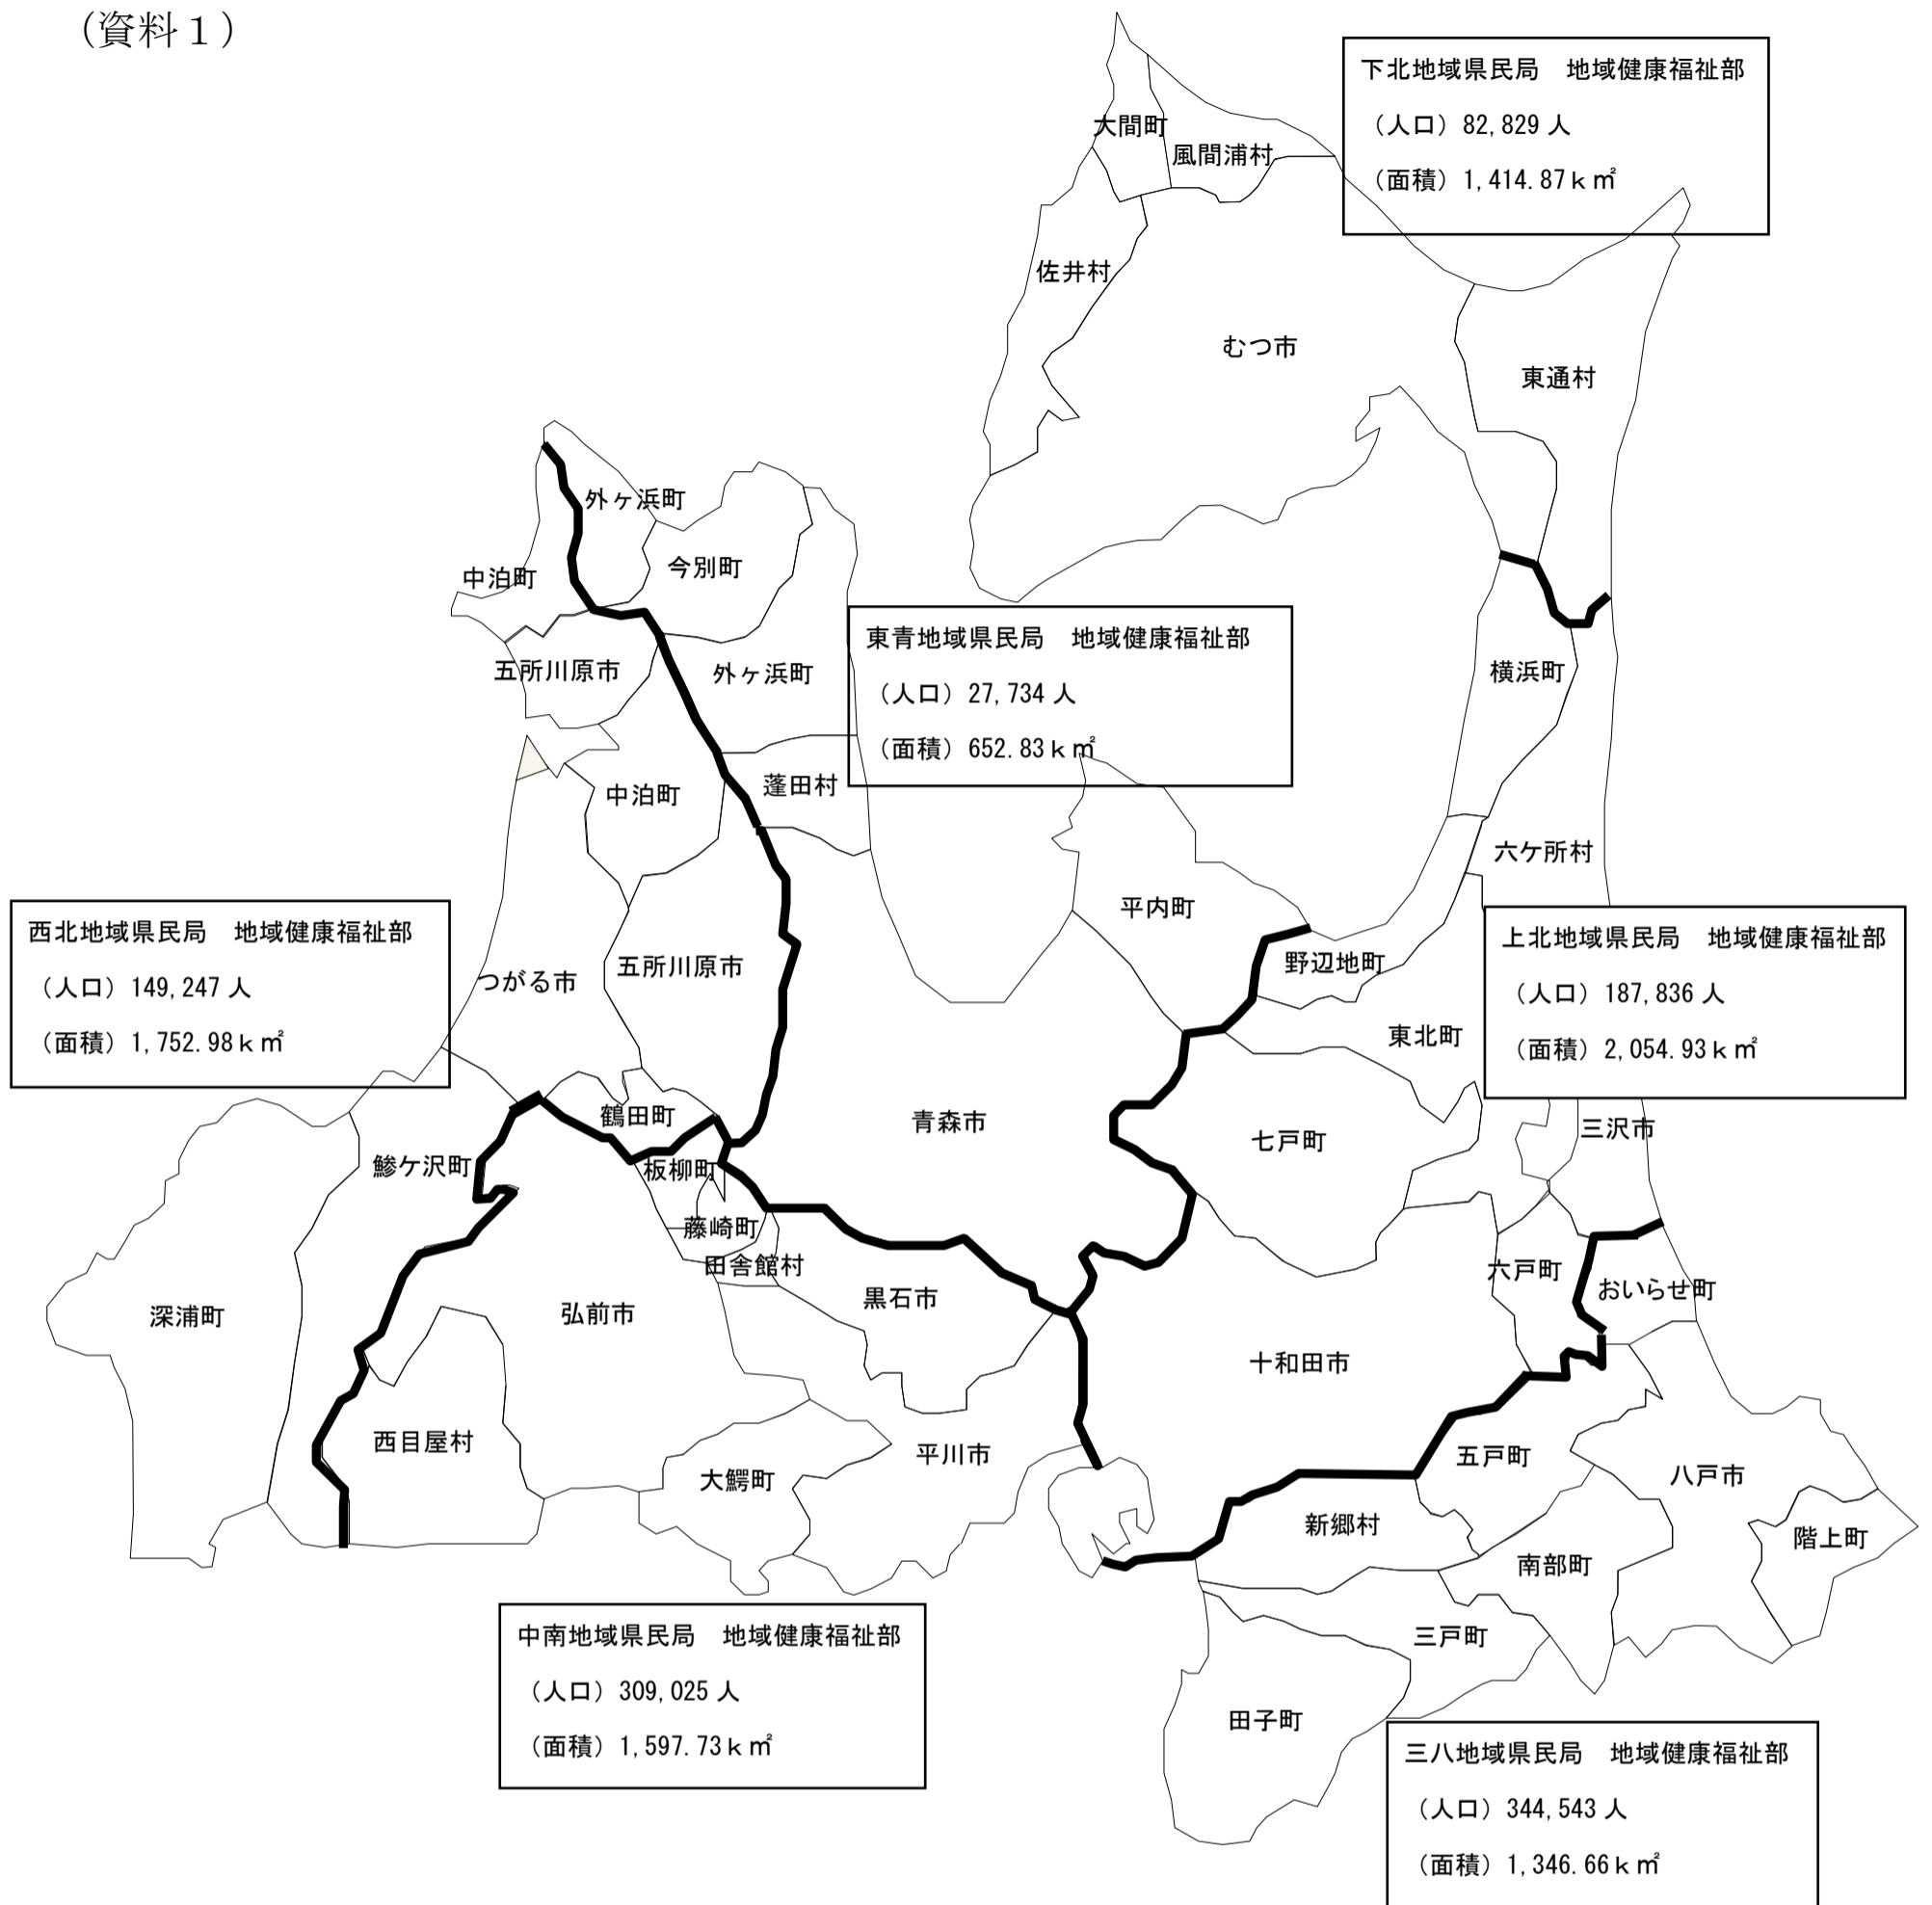 （資料１）
下北地域県民局　地域健康福祉部
（人口）82,829 人
（面積）1,414.87ｋ㎡
大間町
風間浦村
佐井村
むつ市
東通村
外ヶ浜町
今別町
中泊町
五所川原市
外ヶ浜町
東青地域県民局　地域健康福祉部
（人口）27,734 人
（面積）652.83ｋ㎡
横浜町
中泊町
蓬田村
六ケ所村
平内町
西北地域県民局　地域健康福祉部
（人口）149,247 人
（面積）1,752.98ｋ㎡
つがる市
五所川原市
野辺地町
上北地域県民局　地域健康福祉部
（人口）187,836 人
（面積）2,054.93ｋ㎡
東北町
鶴田町
青森市
七戸町
三沢市
鯵ケ沢町
板柳町
藤崎町
田舎館村
六戸町
おいらせ町
深浦町
弘前市
黒石市
十和田市
西目屋村
大鰐町
平川市
五戸町
八戸市
新郷村
南部町
階上町
三戸町
田子町
中南地域県民局　地域健康福祉部
（人口）309,025 人
（面積）1,597.73ｋ㎡
三八地域県民局　地域健康福祉部
（人口）344,543 人
（面積）1,346.66ｋ㎡